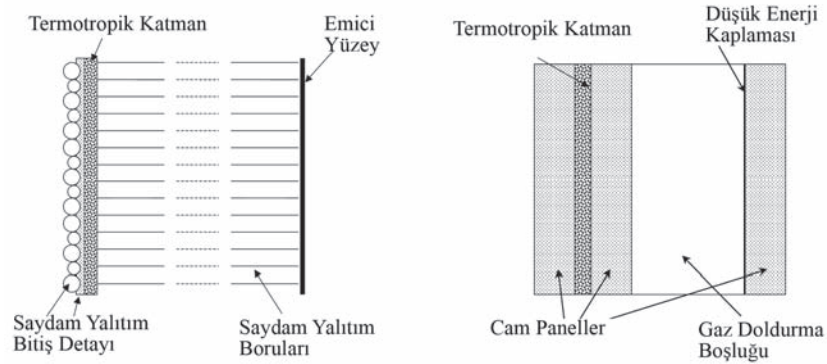 Termotropik Katman
Emici
Yüzey
Saydam Yalıtım
Bitiş Detayı
Saydam Yalıtım
Boruları
Termotropik Katman
Düşük Enerji
Kaplaması
Cam Paneller
Gaz Doldurma
Boşluğu